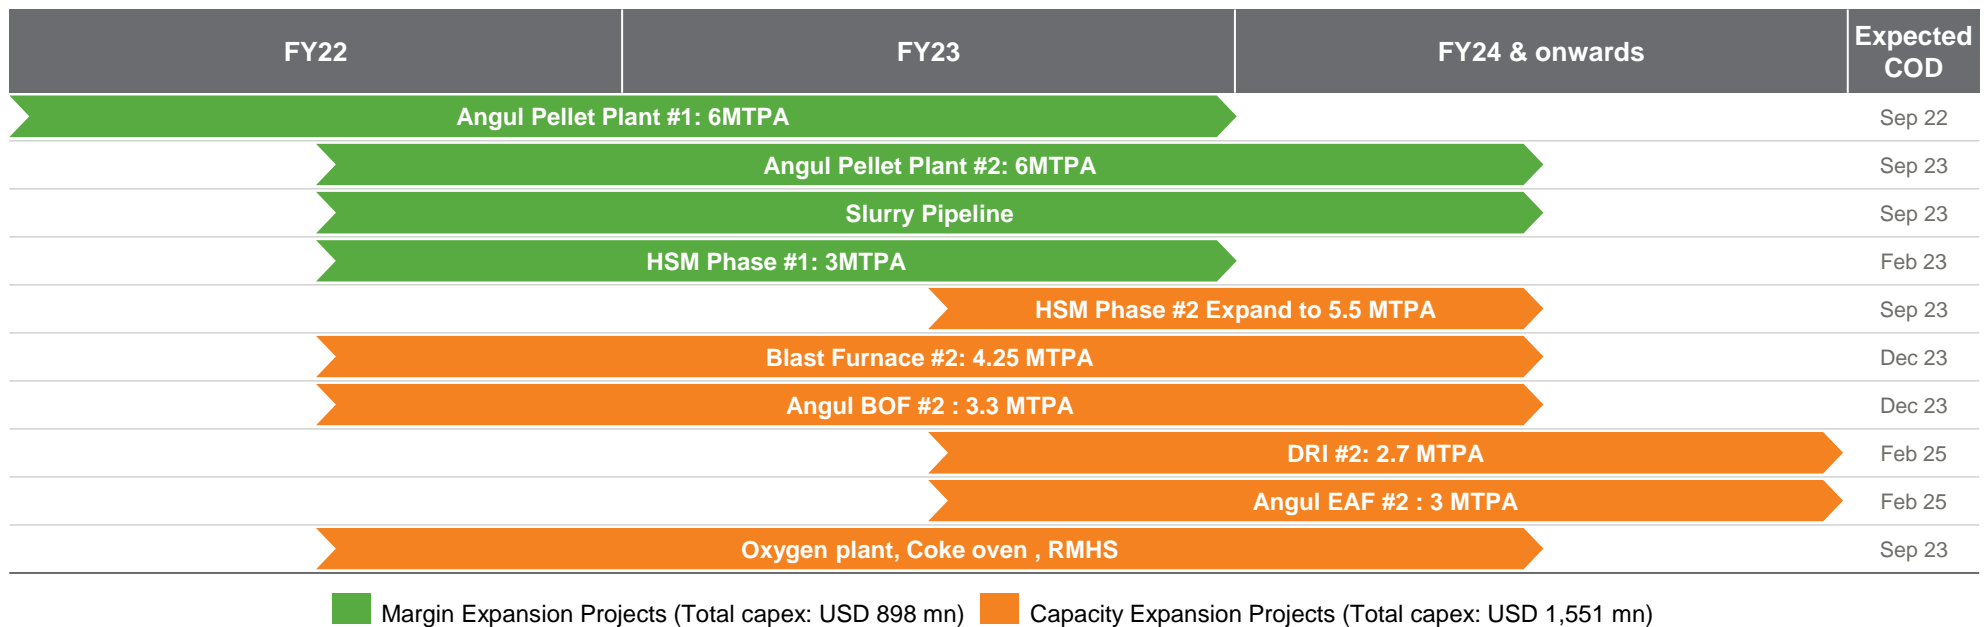 FY22
FY23
FY24 & onwards
Expected
COD
Angul Pellet Plant #1: 6MTPA
Sep 22
Angul Pellet Plant #2: 6MTPA
Sep 23
Slurry Pipeline
Sep 23
HSM Phase #1: 3MTPA
Feb 23
HSM Phase #2 Expand to 5.5 MTPA
Sep 23
Blast Furnace #2: 4.25 MTPA
Dec 23
Angul BOF #2 : 3.3 MTPA
Dec 23
DRI #2: 2.7 MTPA
Feb 25
Angul EAF #2 : 3 MTPA
Feb 25
Oxygen plant, Coke oven , RMHS
Sep 23
Margin Expansion Projects (Total capex: USD 898 mn)
Capacity Expansion Projects (Total capex: USD 1,551 mn)